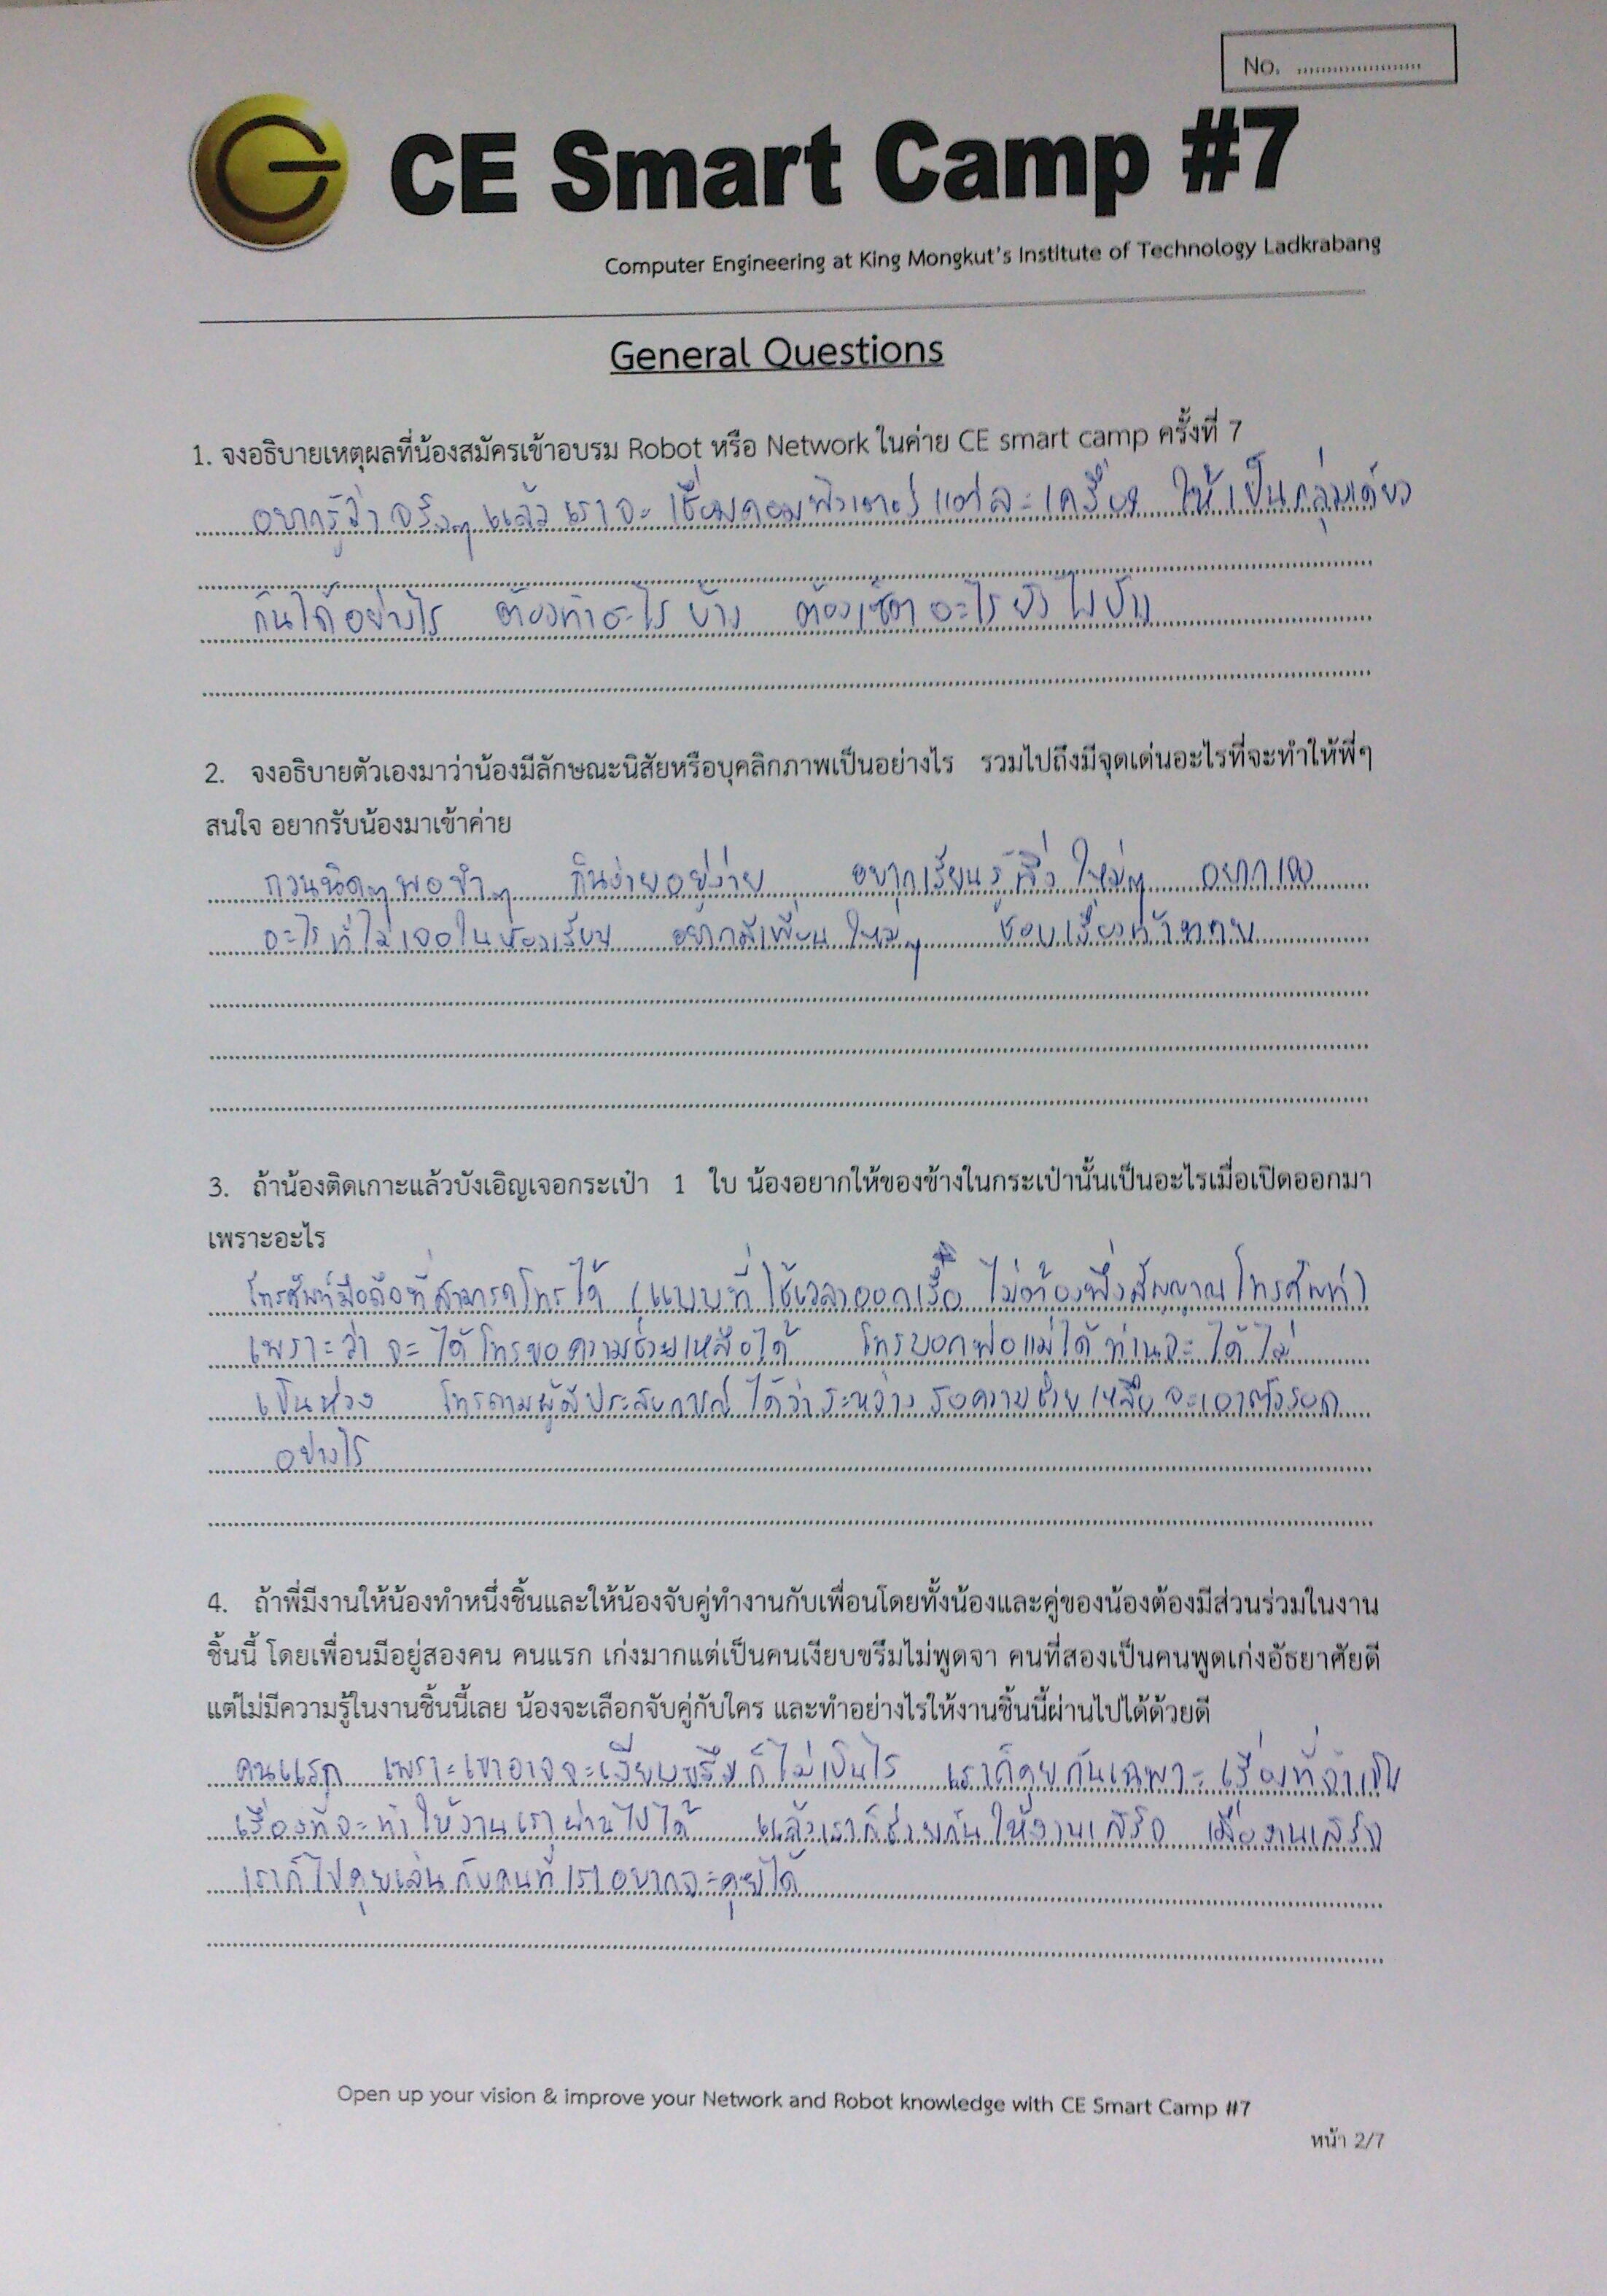 No. ....................
CE Smart Camp #7
Computer Engineering at King Mongkut's Institute of Technology Ladkrabang
General Questions
1. จงอธิบายเหตุผลที่น้องสมัครเข้าอบรม Robot หรือ Network ในค่าย CE smart camp ครั้งที่ 7
อยากรู้ว่าจริงๆ แล้ว เราจะ เชื่อมคอมพิวเตอร์ แต่ละเครื่อง ให้เป็นกลุ่มเดียว
กันได้อย่างไร ต้องทำอะไรบ้าง ต้องเซ็ตอะไรยังไงบ้าง
2. จงอธิบายตัวเองมาว่าน้องมีลักษณะนิสัยหรือบุคลิกภาพเป็นอย่างไร รวมไปถึงมีจุดเด่นอะไรที่จะทำให้พี่ๆ
สนใจ อยากรับน้องมาเข้าค่าย
กวนนิดๆ พอขำๆ กินง่ายอยู่ง่าย อยากเรียนรู้สิ่งใหม่ๆ อยากเจอ
อะไรที่ไม่เจอในห้องเรียน อยากมีเพื่อนใหม่ๆ ชอบเรื่องท้าทาย
3. ถ้าน้องติดเกาะแล้วบังเอิญเจอกระเป๋า 1 ใบ น้องอยากให้ของข้างในกระเป๋านั้นเป็นอะไรเมื่อเปิดออกมา
เพราะอะไร
โทรศัพท์มือถือที่สามารถโทรได้ (แบบที่ใช้เวลาออกเรือ ไม่ต้องพึ่งสัญญาณโทรศัพท์)
เพราะว่า จะได้โทรขอความช่วยเหลือได้ โทรบอกพ่อแม่ได้ ท่านจะได้ไม่
เป็นห่วง โทรถามผู้มีประสบการณ์ได้ว่าระหว่างรอความช่วยเหลือจะเอาตัวรอด
อย่างไร
4. ถ้าพี่มีงานให้น้องทำหนึ่งชิ้นและให้น้องจับคู่ทำงานกับเพื่อนโดยทั้งน้องและคู่ของน้องต้องมีส่วนร่วมในงาน
ชิ้นนี้ โดยเพื่อนมีอยู่สองคน คนแรก เก่งมากแต่เป็นคนเงียบขรึมไม่พูดจา คนที่สองเป็นคนพูดเก่งอัธยาศัยดี
แต่ไม่มีความรู้ในงานชิ้นนี้เลย น้องจะเลือกจับคู่กับใคร และทำอย่างไรให้งานชิ้นนี้ผ่านไปได้ด้วยดี
คนแรก เพราะเขาอาจจะเงียบขรึมก็ไม่เป็นไร เราก็คุยกันเฉพาะเรื่องที่จำเป็น
เรื่องที่จะทำให้งานเราผ่านไปได้ แล้วเราก็ช่วยกันให้งานเสร็จ เมื่องานเสร็จ
เราก็ไปคุยเล่นกับคนที่เราอยากจะคุยได้
Open up your vision & improve your Network and Robot knowledge with CE Smart Camp #7
หน้า 2/7